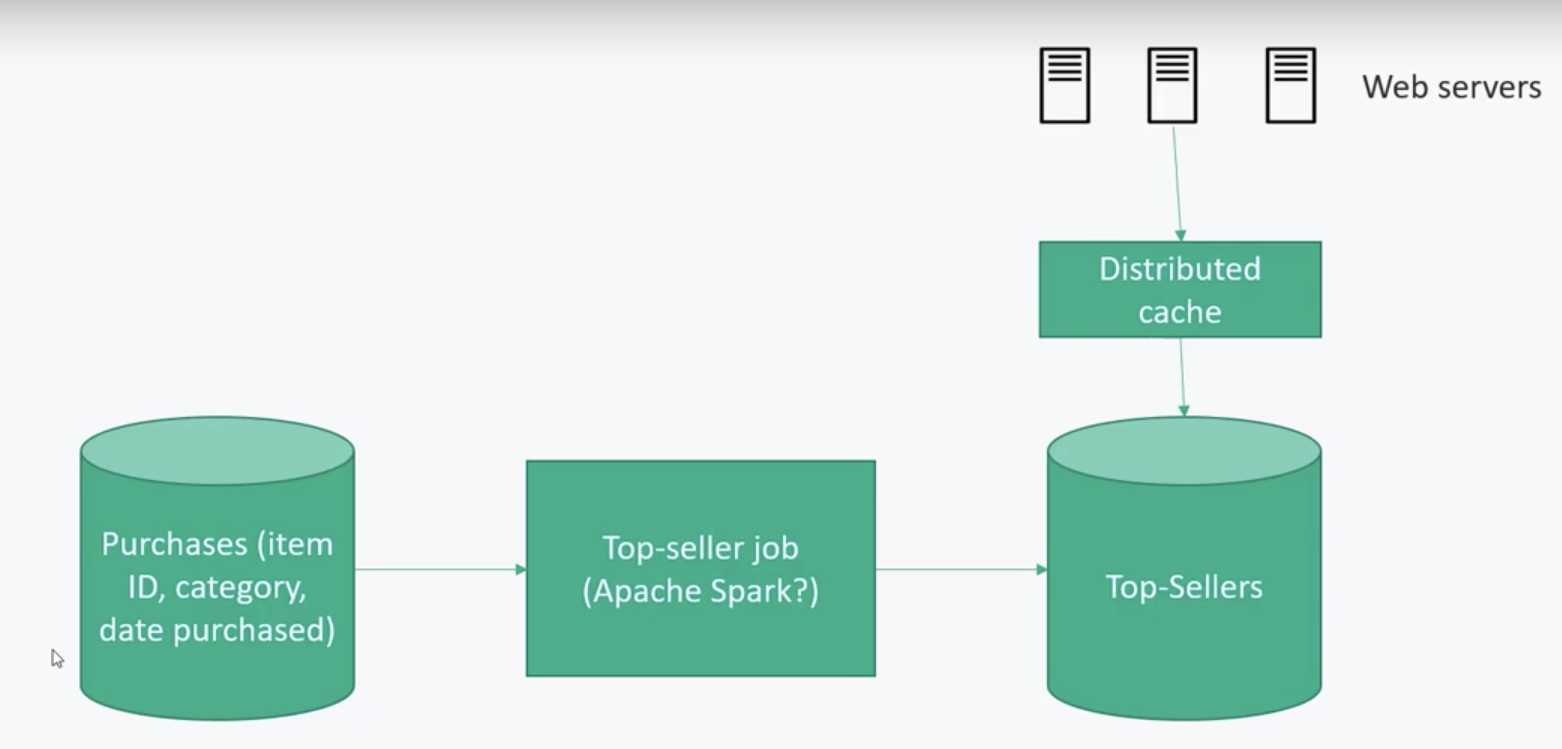 Web servers
Distributed
cache
Purchases (item
ID, category,
date purchased)
Top-seller job
(Apache Spark?)
Top-Sellers